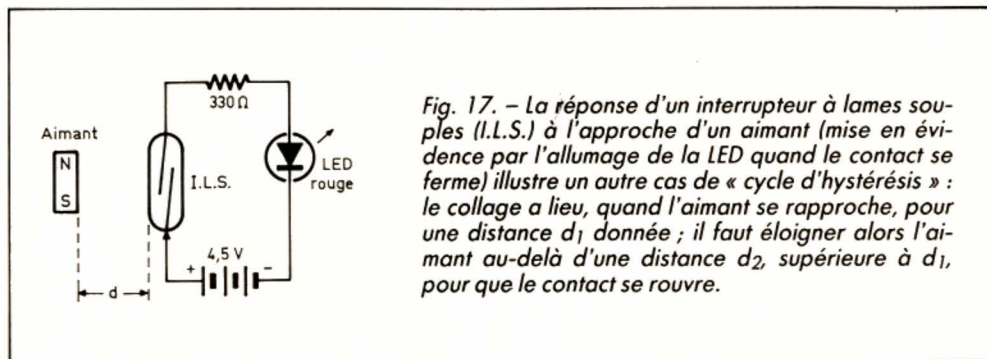 330 Ω
Aimant
N
S
I.L.S.
LED
rouge
4,5 V
+
−
d
Fig. 17. – La réponse d'un interrupteur à lames sou-
ples (I.L.S.) à l'approche d'un aimant (mise en évi-
dence par l'allumage de la LED quand le contact se
ferme) illustre un autre cas de « cycle d'hystérésis » :
le collage a lieu, quand l'aimant se rapproche, pour
une distance d₁ donnée ; il faut éloigner alors l'ai-
mant au-delà d'une distance d₂, supérieure à d₁,
pour que le contact se rouvre.